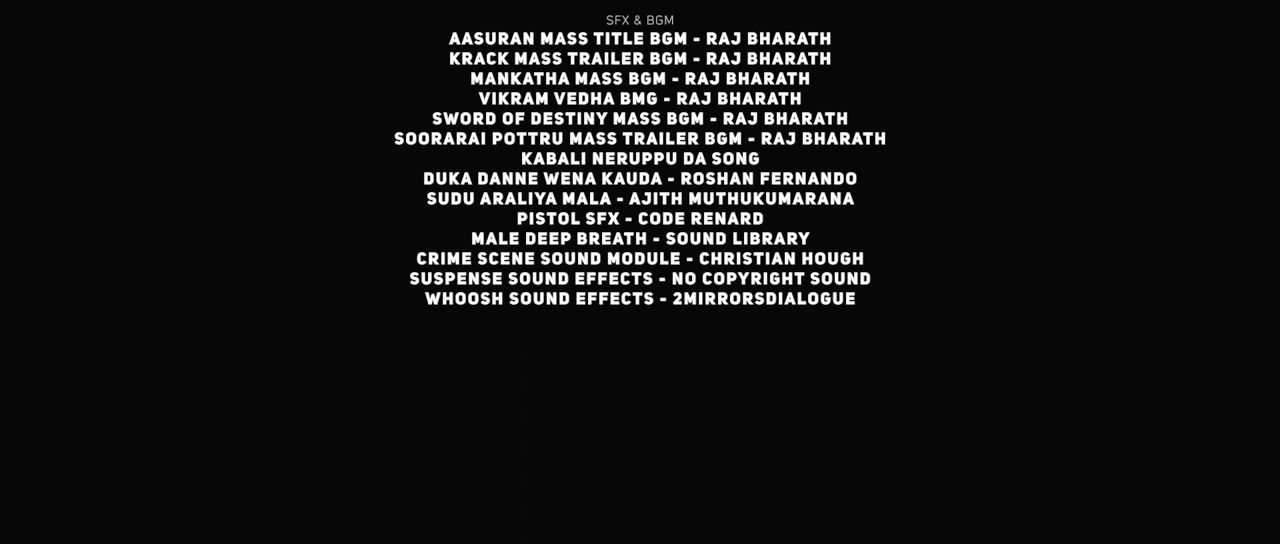 SFX & BGM
AASURAN MASS TITLE BGM - RAJ BHARATH
KRACK MASS TRAILER BGM - RAJ BHARATH
MANKATHA MASS BGM - RAJ BHARATH
VIKRAM VEDHA BMG - RAJ BHARATH
SWORD OF DESTINY MASS BGM - RAJ BHARATH
SOORARAI POTTRU MASS TRAILER BGM - RAJ BHARATH
KABALI NERUPPU DA SONG
DUKA DANNE WENA KAUDA - ROSHAN FERNANDO
SUDU ARALIYA MALA - AJITH MUTHUKUMARANA
PISTOL SFX - CODE RENARD
MALE DEEP BREATH - SOUND LIBRARY
CRIME SCENE SOUND MODULE - CHRISTIAN HOUGH
SUSPENSE SOUND EFFECTS - NO COPYRIGHT SOUND
WHOOSH SOUND EFFECTS - 2MIRRORSDIALOGUE